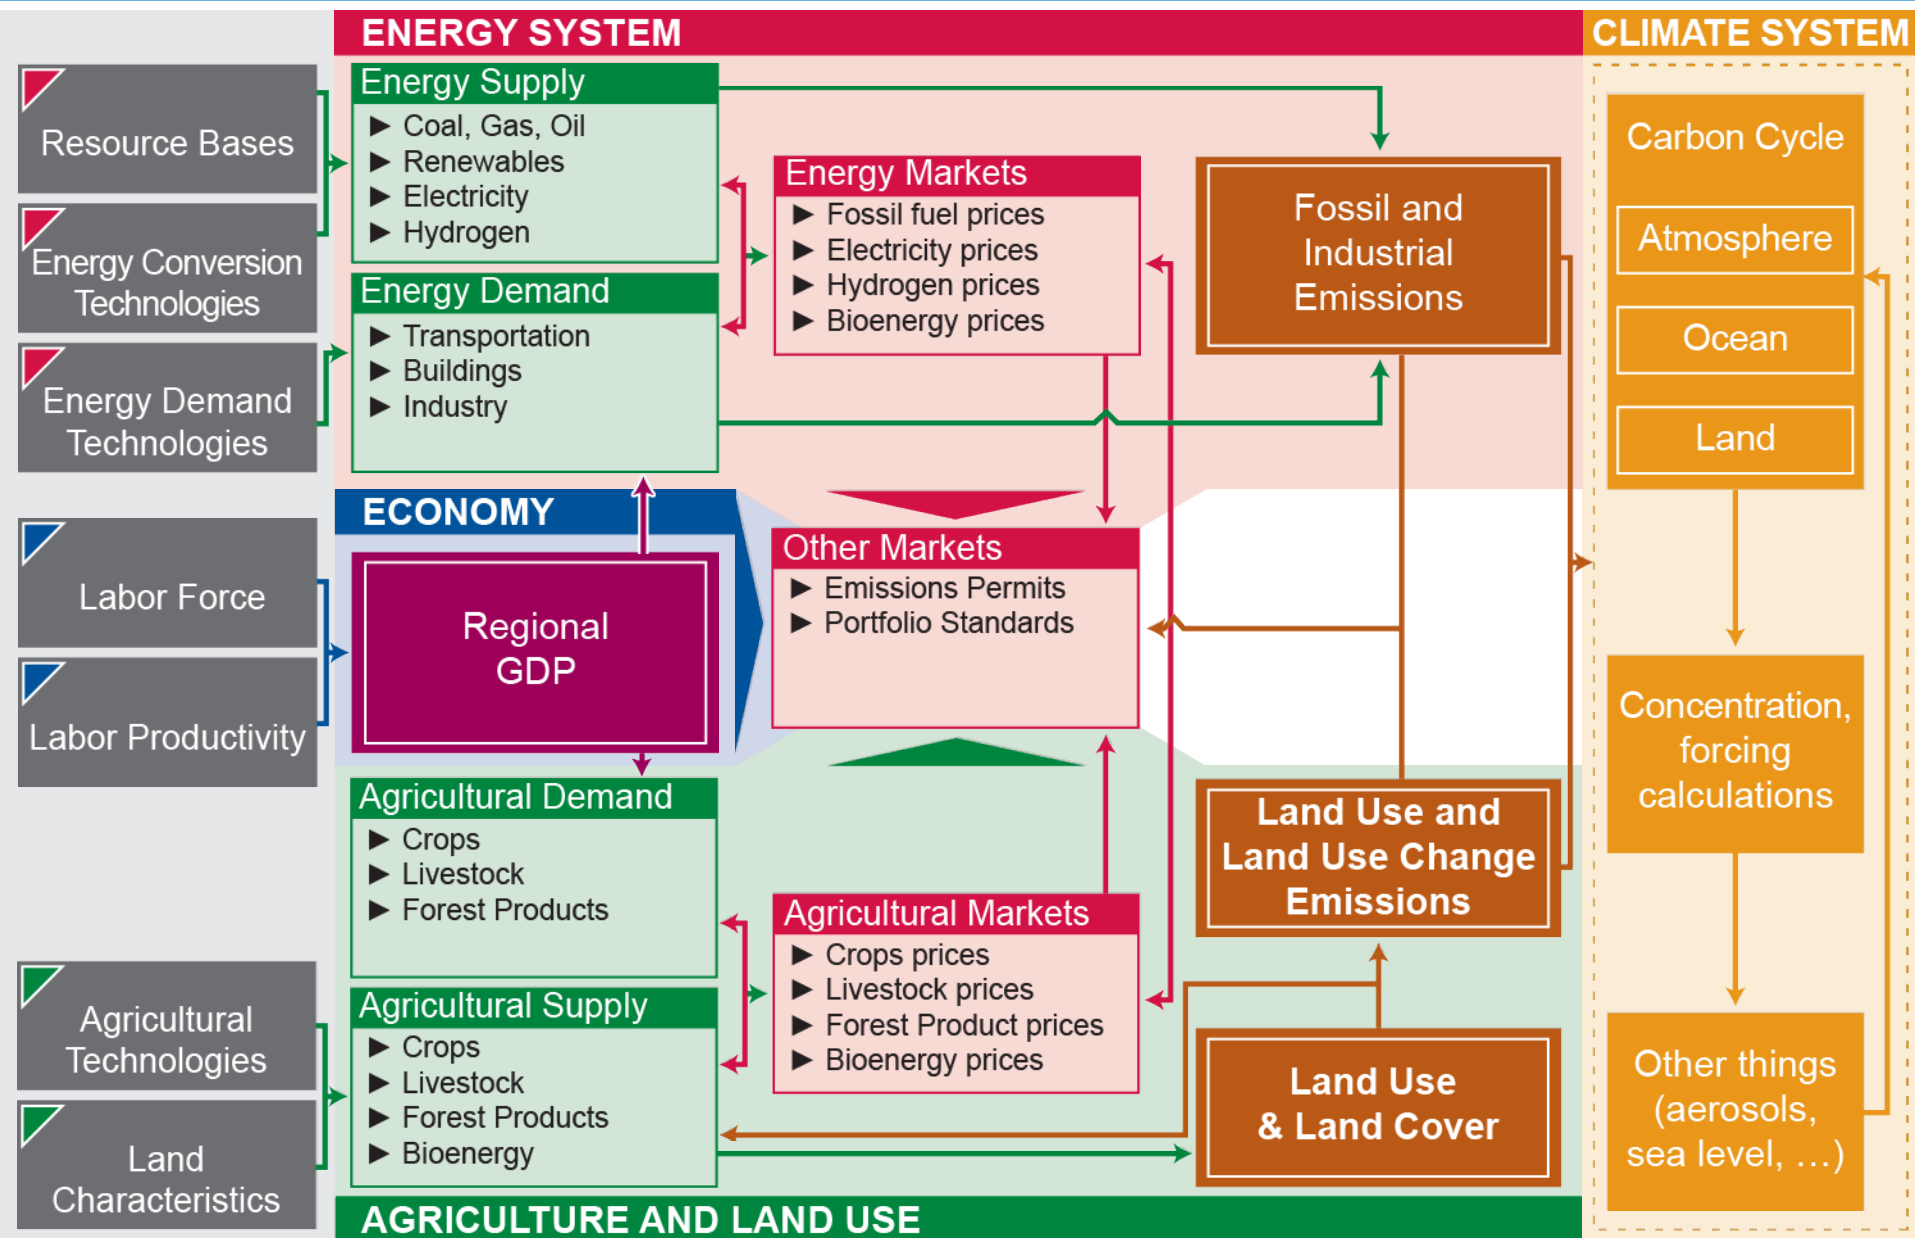 ENERGY SYSTEM
CLIMATE SYSTEM
Resource Bases
Energy Conversion
Technologies
Energy Demand
Technologies
Labor Force
Labor Productivity
Agricultural
Technologies
Land
Characteristics
Energy Supply
► Coal, Gas, Oil
► Renewables
► Electricity
► Hydrogen
Energy Demand
► Transportation
► Buildings
► Industry
Energy Markets
► Fossil fuel prices
► Electricity prices
► Hydrogen prices
► Bioenergy prices
Fossil and
Industrial
Emissions
ECONOMY
Regional
GDP
Other Markets
► Emissions Permits
► Portfolio Standards
Agricultural Demand
► Crops
► Livestock
► Forest Products
Agricultural Supply
► Crops
► Livestock
► Forest Products
► Bioenergy
Agricultural Markets
► Crops prices
► Livestock prices
► Forest Product prices
► Bioenergy prices
Land Use and
Land Use Change
Emissions
Land Use
& Land Cover
AGRICULTURE AND LAND USE
Carbon Cycle
Atmosphere
Ocean
Land
Concentration,
forcing
calculations
Other things
(aerosols,
sea level, …)